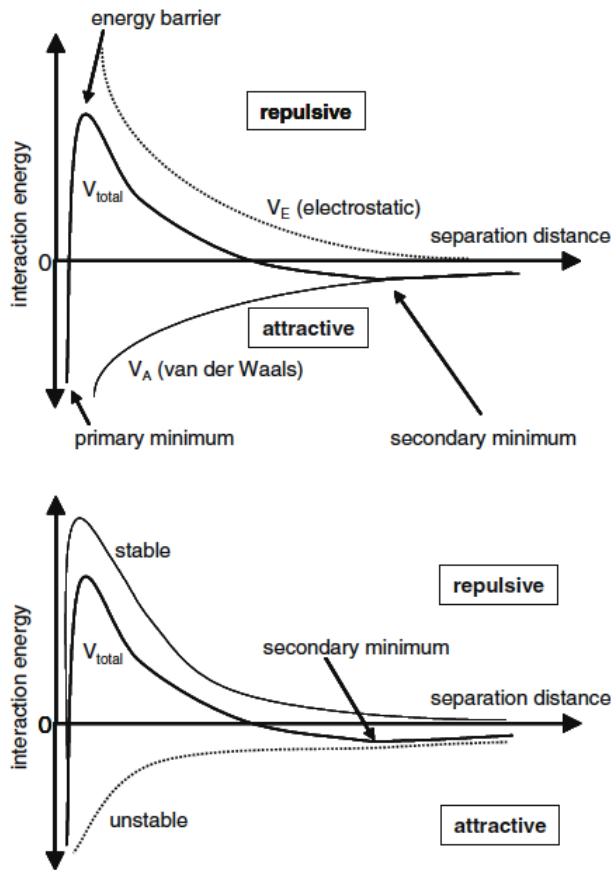 energy barrier
repulsive
V_total
V_E (electrostatic)
separation distance
interaction energy
0
attractive
V_A (van der Waals)
primary minimum
secondary minimum
stable
repulsive
secondary minimum
V_total
separation distance
interaction energy
0
unstable
attractive